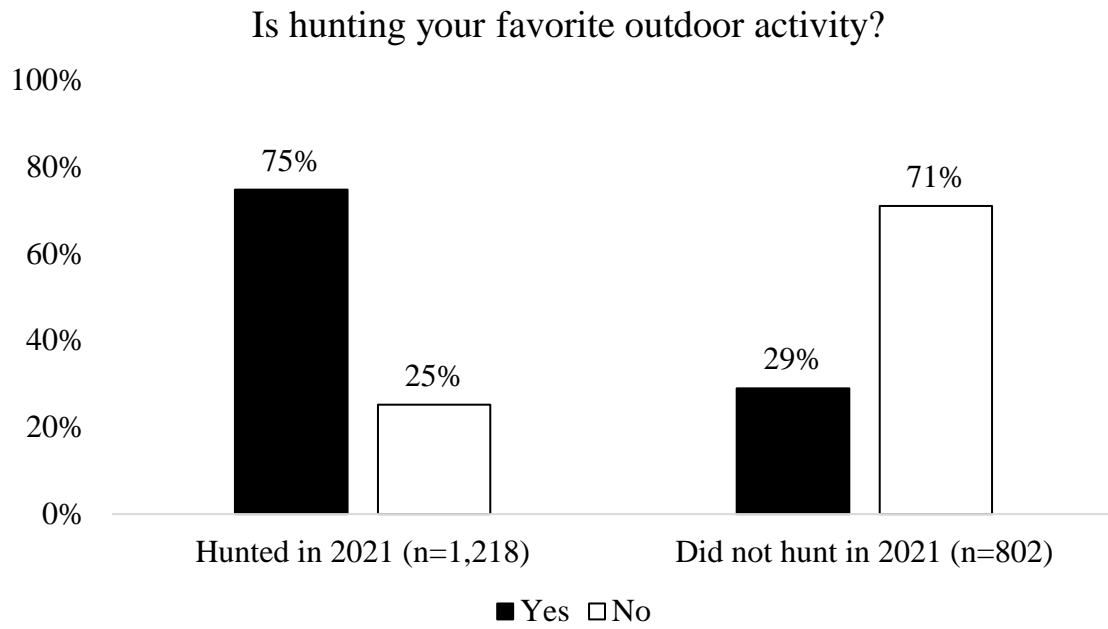 Is hunting your favorite outdoor activity?
100%
80%
60%
40%
20%
0%
75%
25%
29%
71%
Hunted in 2021 (n=1,218)
Did not hunt in 2021 (n=802)
Yes No